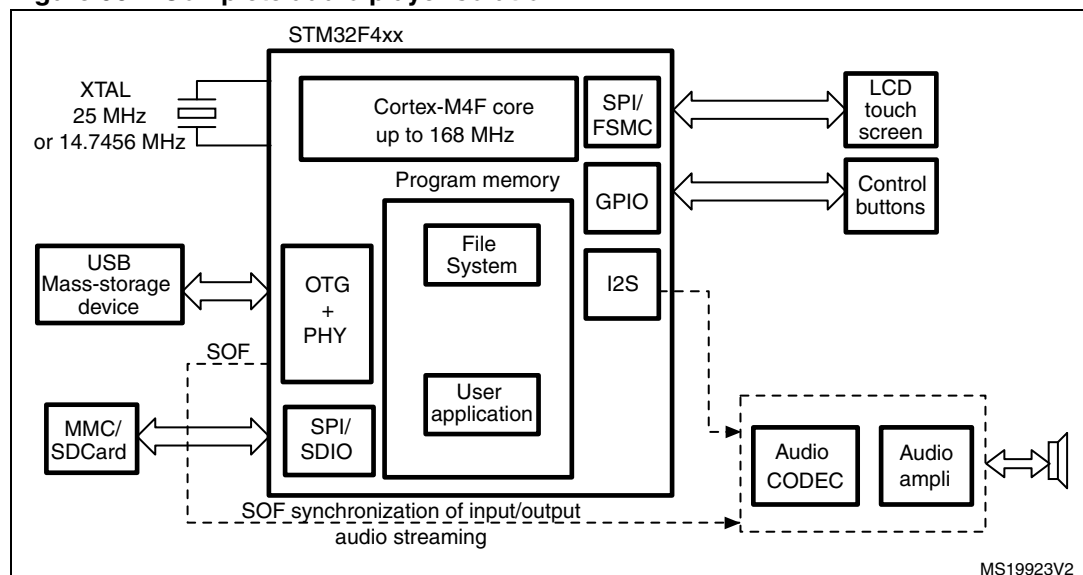 STM32F4xx
XTAL
25 MHz
or 14.7456 MHz
Cortex-M4F core
up to 168 MHz
SPI/
FSMC
LCD
touch
screen
Program memory
GPIO
Control
buttons
File
System
I2S
USB
Mass-storage
device
OTG
+
PHY
SOF
User
application
MMC/
SDCard
SPI/
SDIO
Audio
CODEC
Audio
ampli
SOF synchronization of input/output
audio streaming
MS19923V2